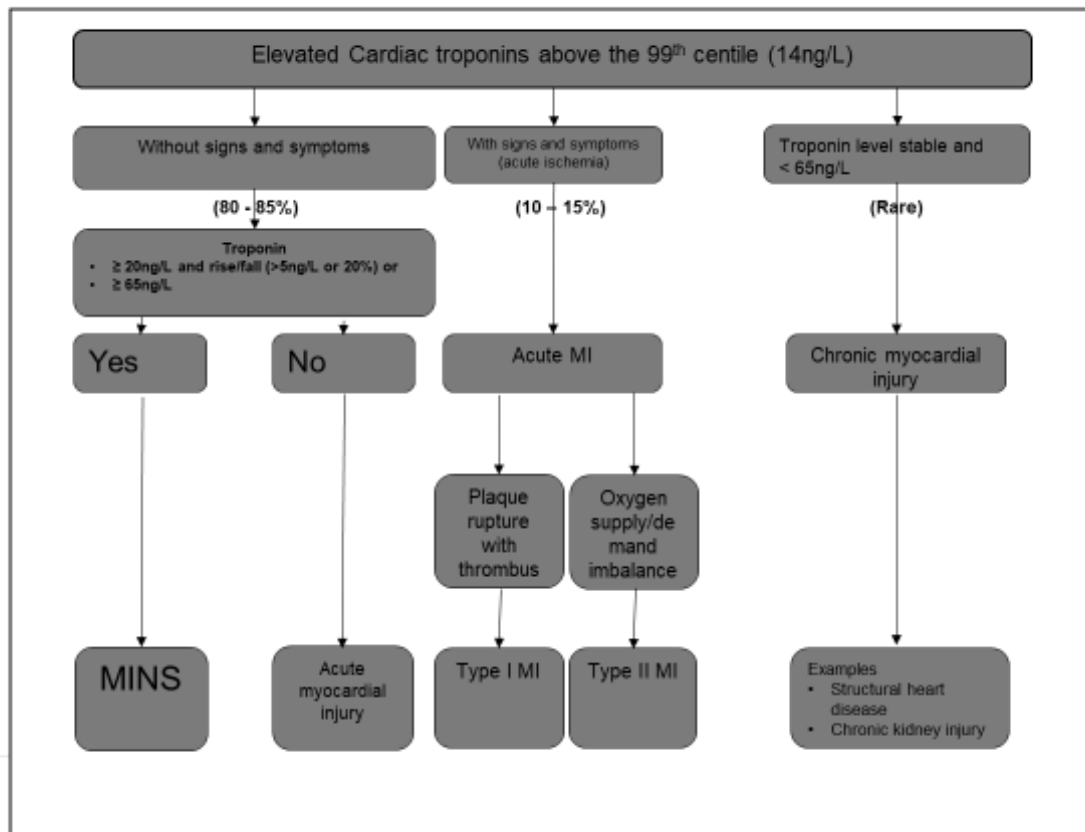 Elevated Cardiac troponins above the 99th centile (14ng/L)
Without signs and symptoms
With signs and symptoms
(acute ischemia)
Troponin level stable and
< 65ng/L
(80 - 85%)
(10 – 15%)
(Rare)
Troponin
• ≥ 20ng/L and rise/fall (>5ng/L or 20%) or
• ≥ 65ng/L
Yes
No
Acute MI
Chronic myocardial
injury
Plaque
rupture
with
thrombus
Oxygen
supply/de
mand
imbalance
MINS
Acute
myocardial
injury
Type I MI
Type II MI
Examples
• Structural heart
disease
• Chronic kidney injury